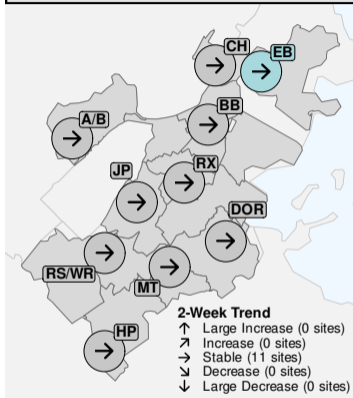 CH
EB
BB
A/B
RX
JP
DOR
RS/WR
MT
HP
2-Week Trend
↑ Large Increase (0 sites)
↗ Increase (0 sites)
→ Stable (11 sites)
↘ Decrease (0 sites)
↓ Large Decrease (0 sites)